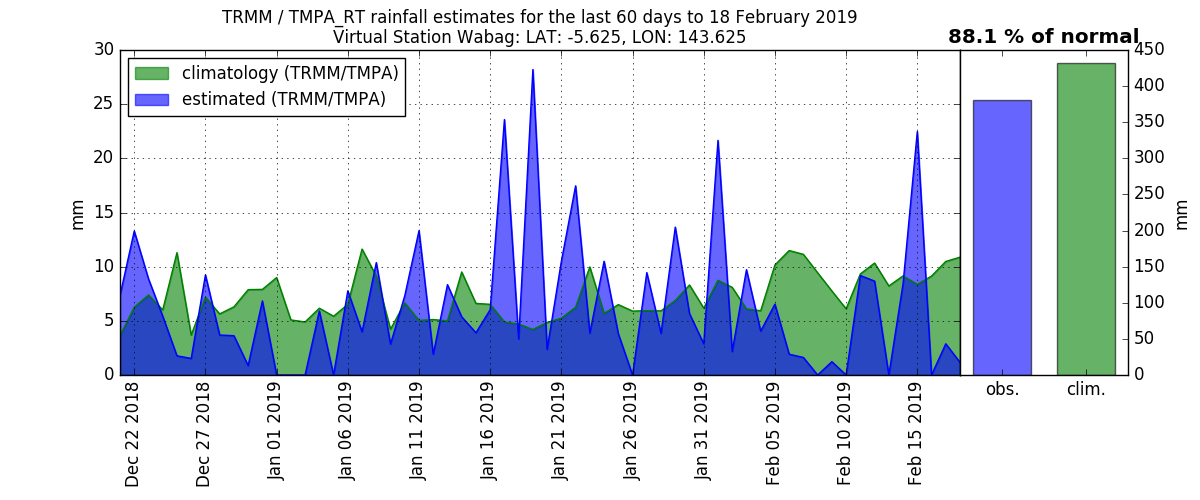 TRMM / TMPA_RT rainfall estimates for the last 60 days to 18 February 2019
Virtual Station Wabag: LAT: -5.625, LON: 143.625
88.1 % of normal
climatology (TRMM/TMPA)
estimated (TRMM/TMPA)
30
25
20
15
10
5
0
mm
Dec 22 2018
Dec 27 2018
Jan 01 2019
Jan 06 2019
Jan 11 2019
Jan 16 2019
Jan 21 2019
Jan 26 2019
Jan 31 2019
Feb 05 2019
Feb 10 2019
Feb 15 2019
450
400
350
300
250
200
150
100
50
0
mm
obs.
clim.